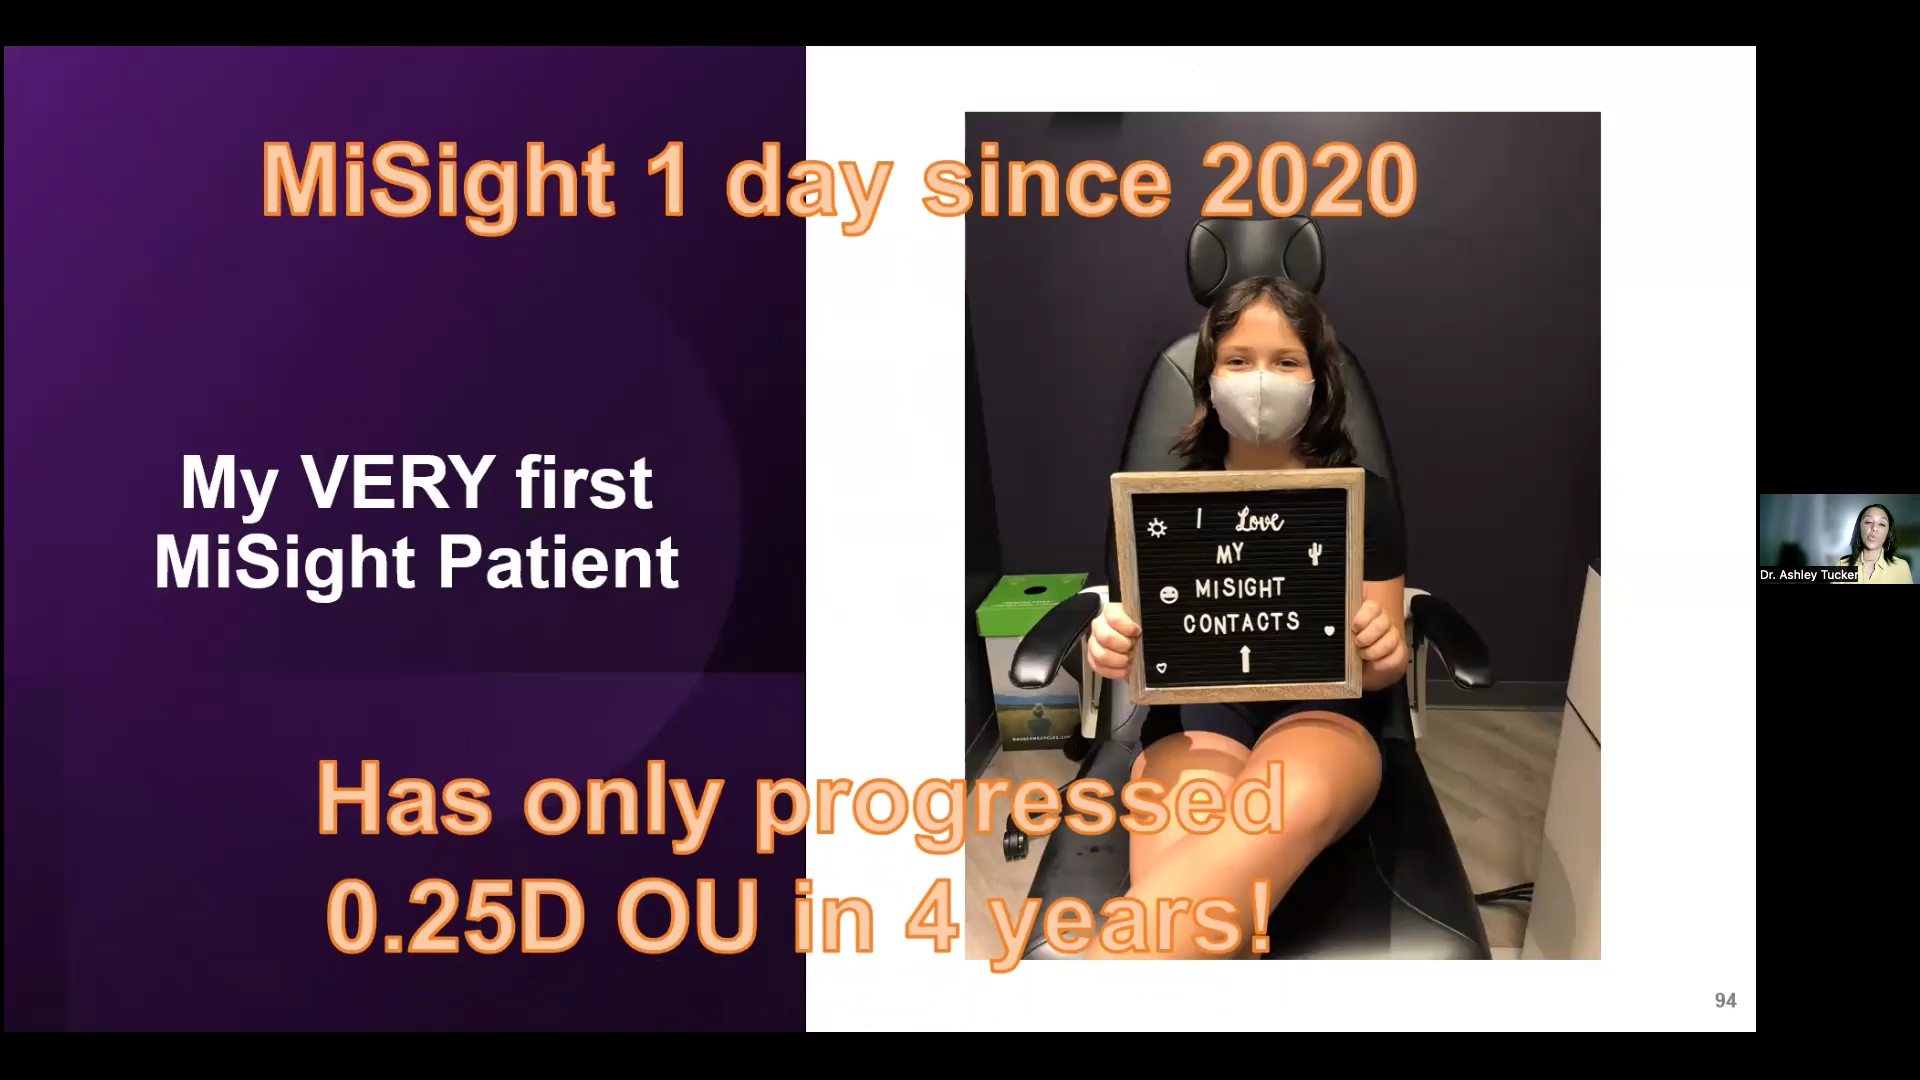 MiSight 1 day since 2020
My VERY first
MiSight Patient
I Love
MY
MISIGHT
CONTACTS
Has only progressed
0.25D OU in 4 years!
94
Dr. Ashley Tucker